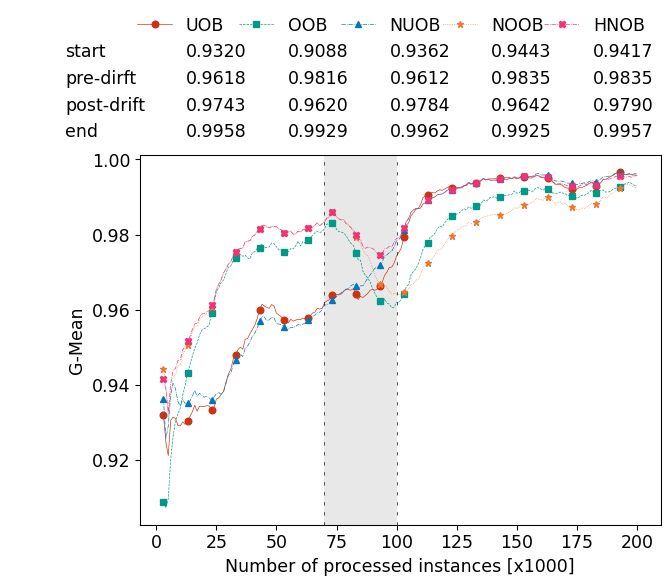 UOB OOB NUOB NOOB HNOB
start 0.9320 0.9088 0.9362 0.9443 0.9417
pre-dirft 0.9618 0.9816 0.9612 0.9835 0.9835
post-drift 0.9743 0.9620 0.9784 0.9642 0.9790
end 0.9958 0.9929 0.9962 0.9925 0.9957
1.00
0.98
0.96
0.94
0.92
G-Mean
0 25 50 75 100 125 150 175 200
Number of processed instances [x1000]